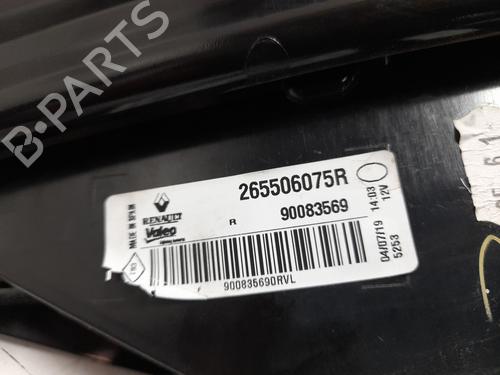 MADE IN SPAIN
RENAULT
Valeo
265506075R
R 90083569
900835690RVL
04/07/19 14:03
5253 12V
B-PARTS